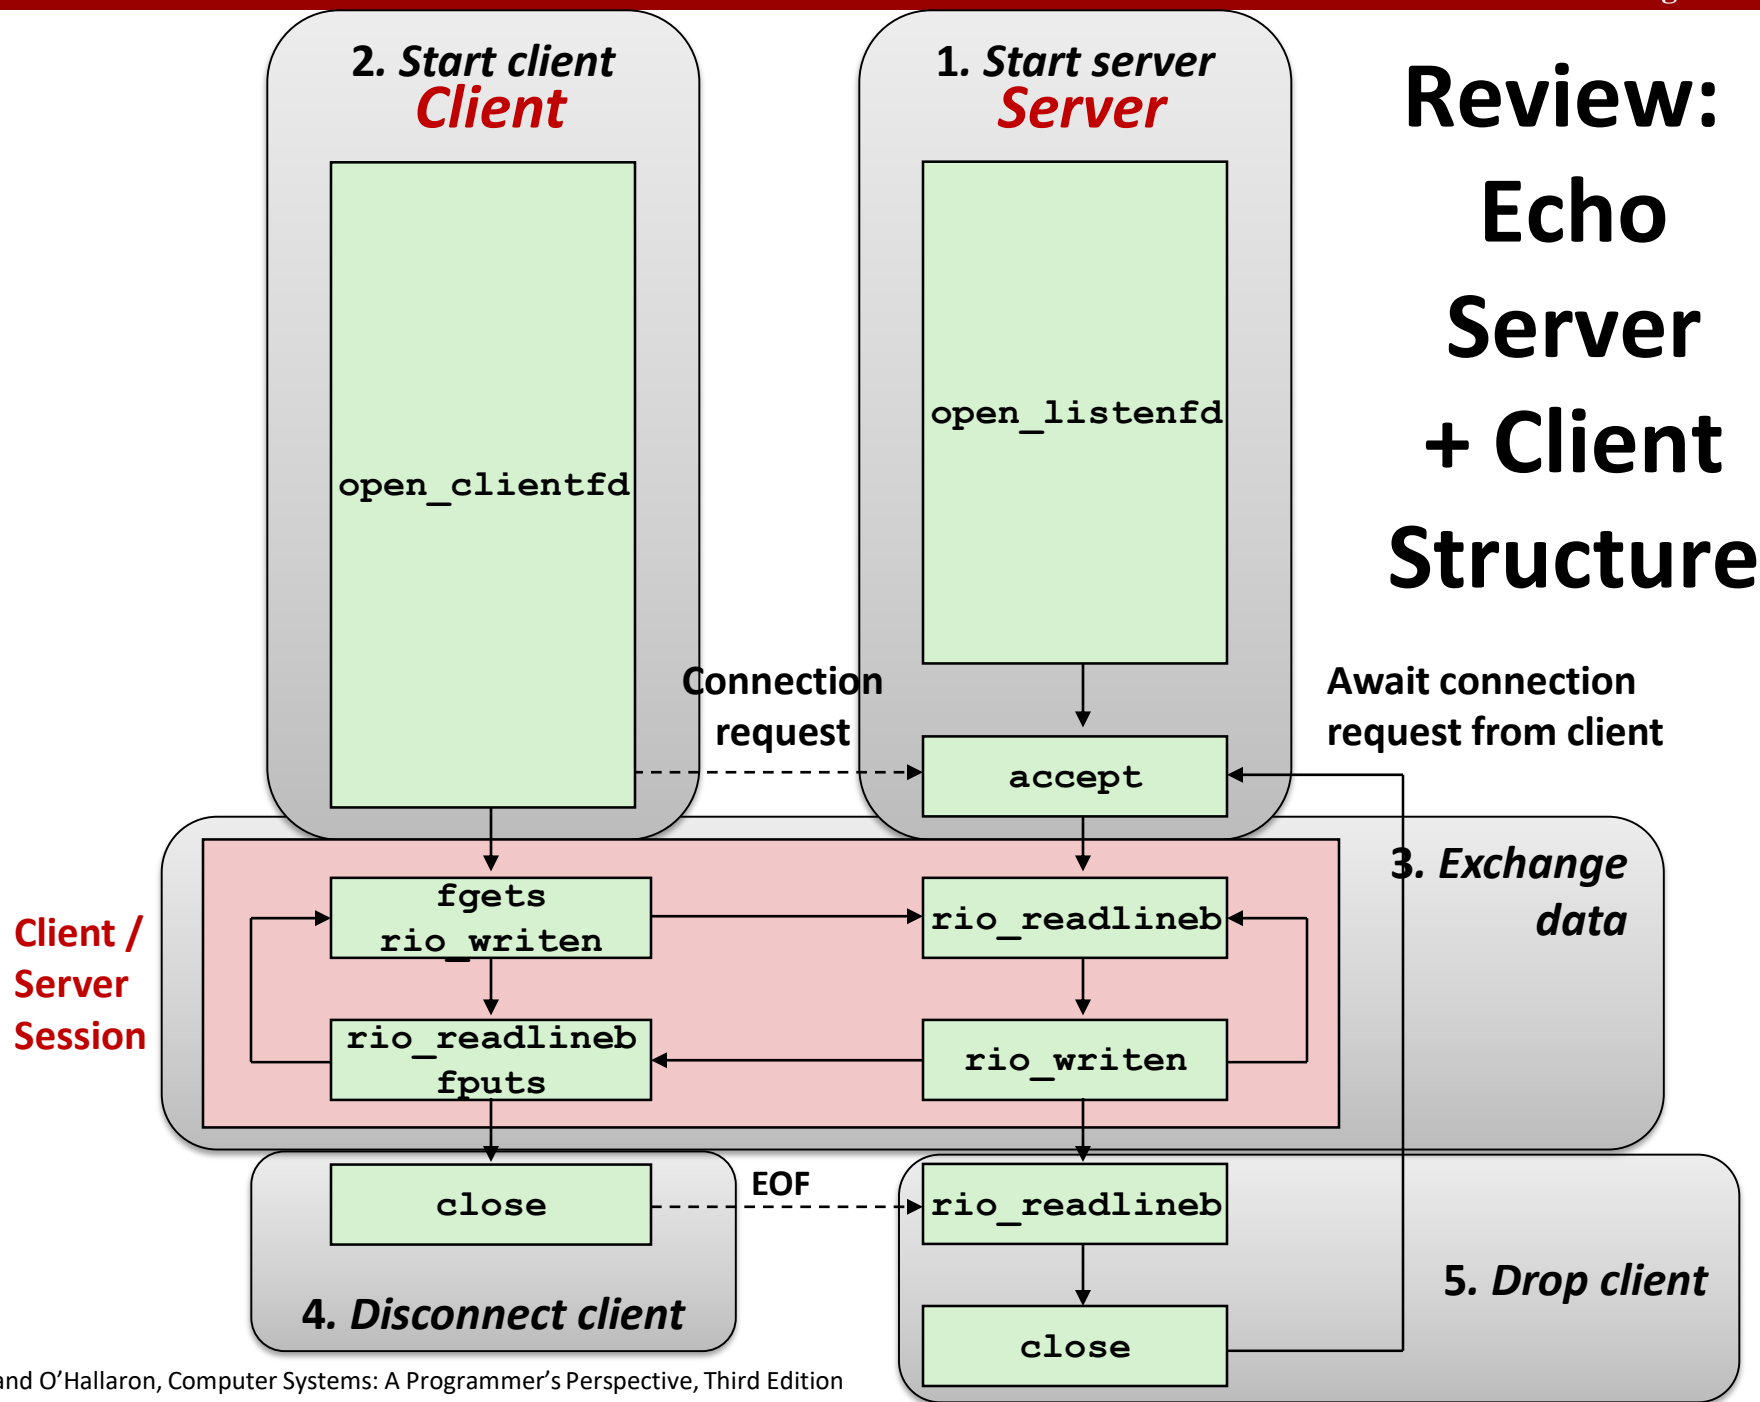 2. Start client
Client
1. Start server
Server
Review:
Echo
Server
+ Client
Structure
open_clientfd
open_listenfd
Connection
request
Await connection
request from client
accept
3. Exchange
data
Client /
Server
Session
fgets
rio_writen
rio_readlineb
rio_readlineb
fputs
rio_writen
close
EOF
rio_readlineb
4. Disconnect client
5. Drop client
close
and O'Hallaron, Computer Systems: A Programmer's Perspective, Third Edition